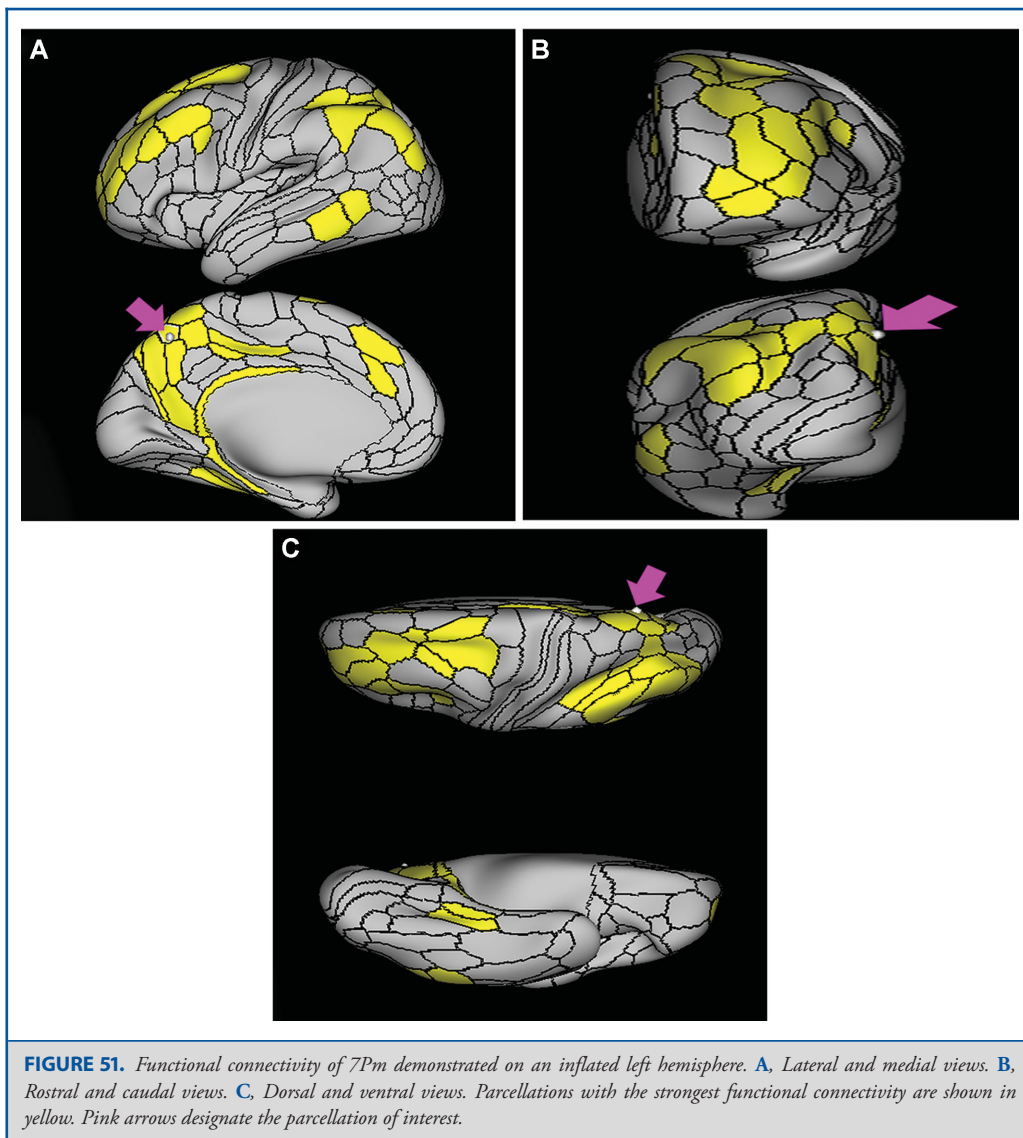 A
B
C
FIGURE 51. Functional connectivity of 7Pm demonstrated on an inflated left hemisphere. A, Lateral and medial views. B,
Rostral and caudal views. C, Dorsal and ventral views. Parcellations with the strongest functional connectivity are shown in
yellow. Pink arrows designate the parcellation of interest.